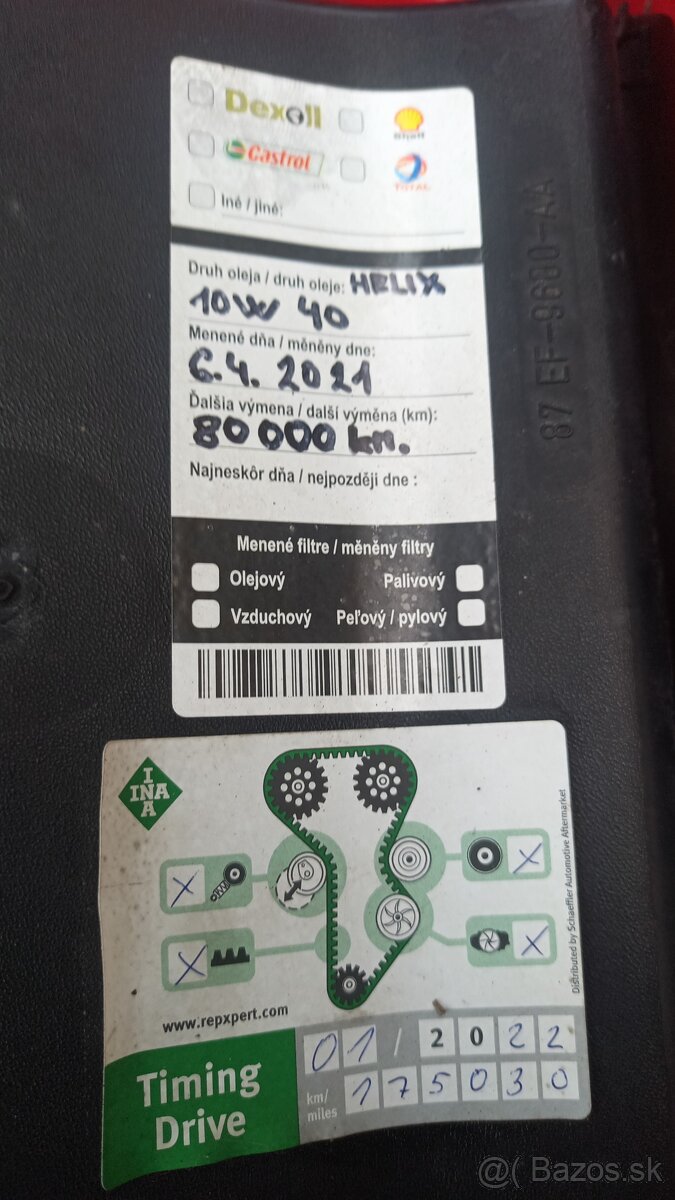 Dexoll
Shell
Castrol
TOTAL
Iné / jiné:
Druh oleja / druh oleje: HELIX
10W 40
Menené dňa / měněny dne:
6.4.2021
Ďalšia výmena / další výměna (km):
80 000 km.
Najneskôr dňa / nejpozději dne :
Menené filtre / měněny filtry
Olejový Palivový
Vzduchový Peľový / pylový
87 EF-9600-AA
INA
INA
X X
X X
Distributed by Schaeffler Automotive Aftermarket
www.repxpert.com
Timing
Drive
01 / 2022
km/
miles
175030
@( Bazos.sk